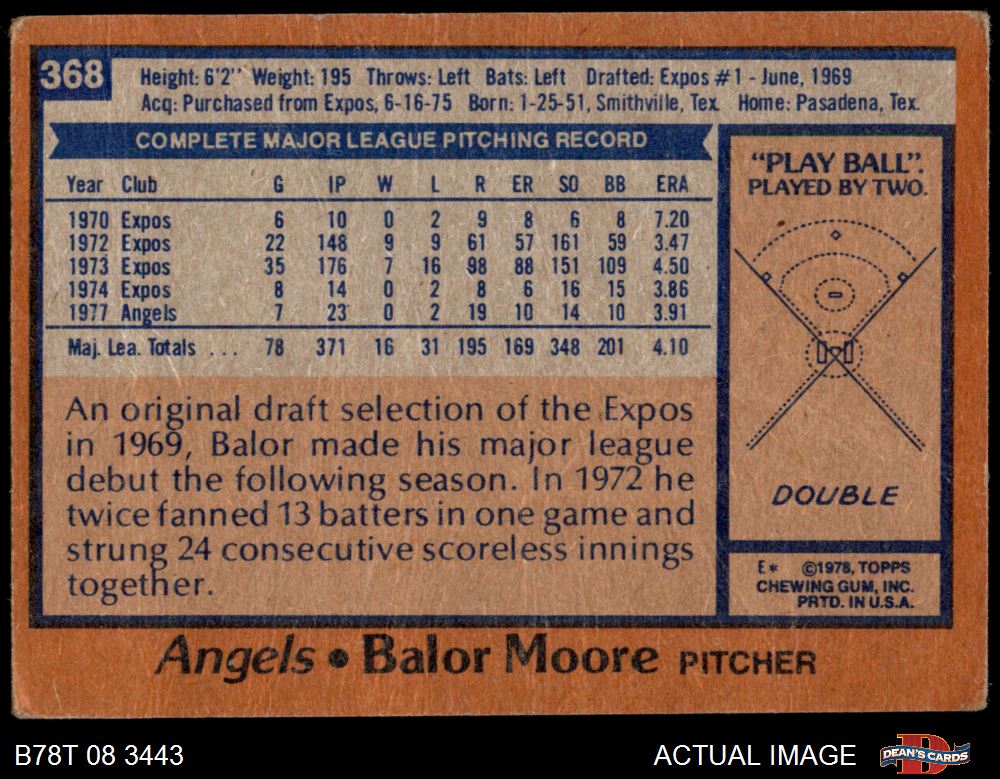 368
Height: 6'2" Weight: 195 Throws: Left Bats: Left Drafted: Expos #1 - June, 1969
Acq: Purchased from Expos, 6-16-75 Born: 1-25-51, Smithville, Tex. Home: Pasadena, Tex.
COMPLETE MAJOR LEAGUE PITCHING RECORD
Year Club G IP W L R ER SO BB ERA
1970 Expos 6 10 0 2 9 8 6 8 7.20
1972 Expos 22 148 9 9 61 57 161 59 3.47
1973 Expos 35 176 7 16 98 88 151 109 4.50
1974 Expos 8 14 0 2 8 6 16 15 3.86
1977 Angels 7 23 0 2 19 10 14 10 3.91
Maj. Lea. Totals ... 78 371 16 31 195 169 348 201 4.10
An original draft selection of the Expos
in 1969, Balor made his major league
debut the following season. In 1972 he
twice fanned 13 batters in one game and
strung 24 consecutive scoreless innings
together.
"PLAY BALL".
PLAYED BY TWO.
DOUBLE
E* ©1978, TOPPS
CHEWING GUM, INC.
PRTD. IN U.S.A.
Angels • Balor Moore PITCHER
B78T 08 3443
ACTUAL IMAGE
D
DEAN'S CARDS